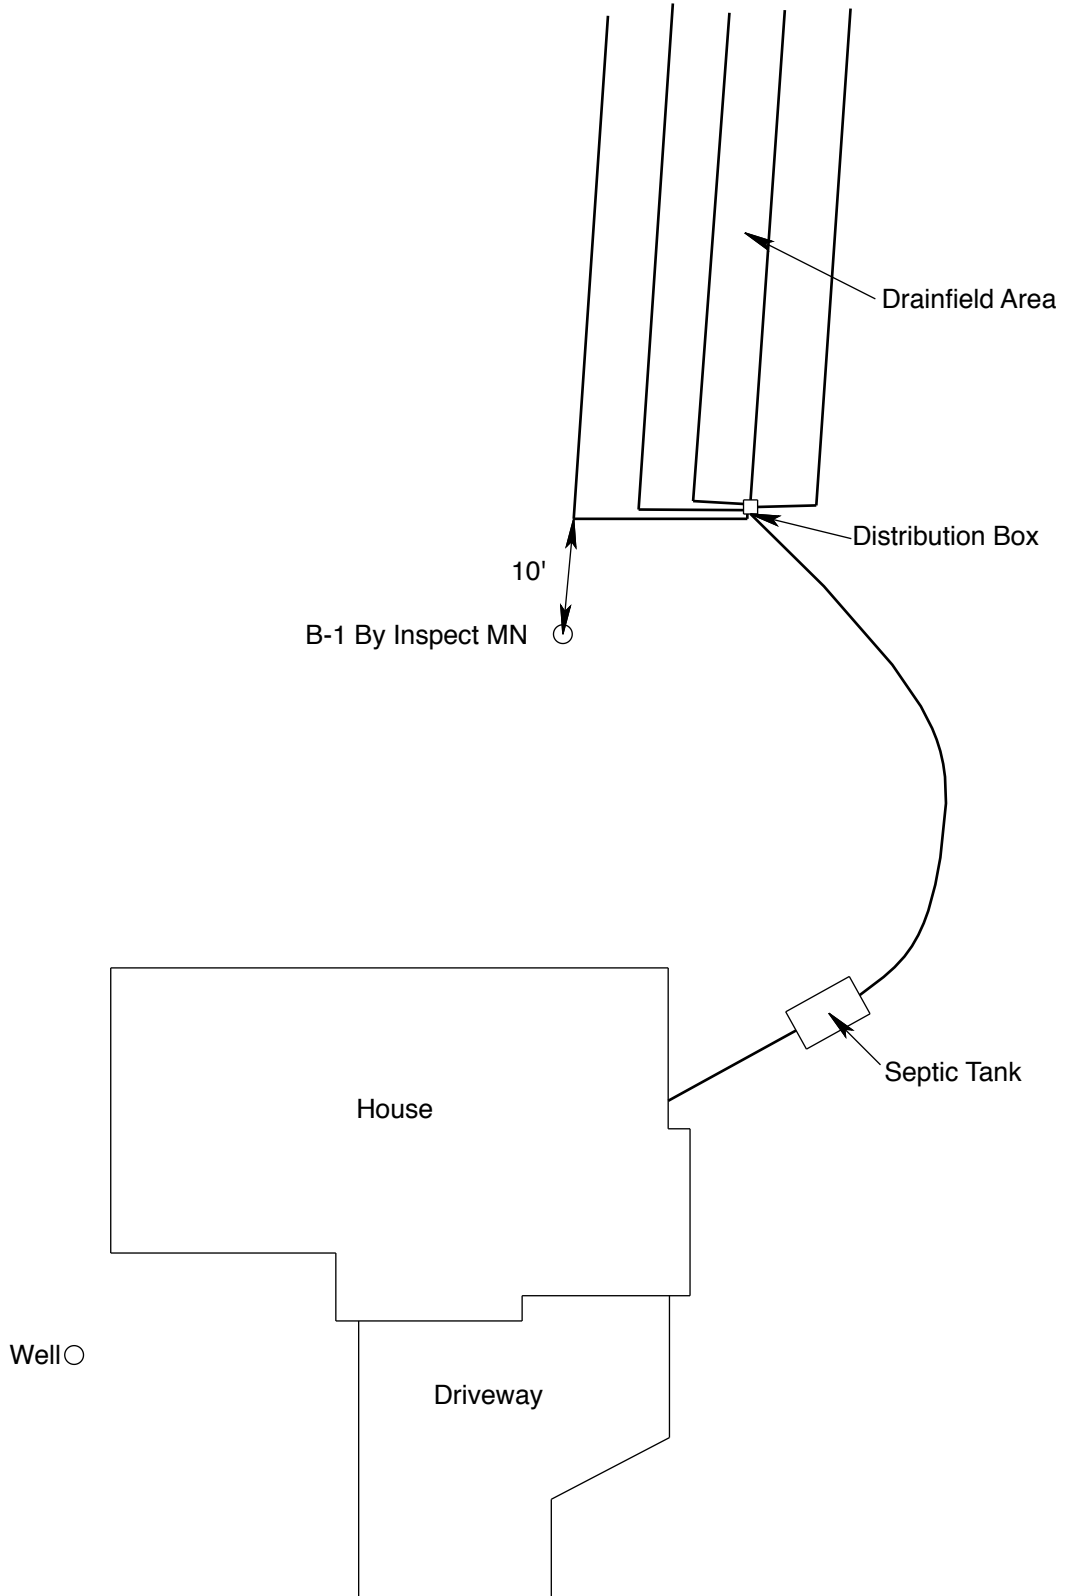 Drainfield Area
Distribution Box
10'
B-1 By Inspect MN
Septic Tank
House
Well
Driveway